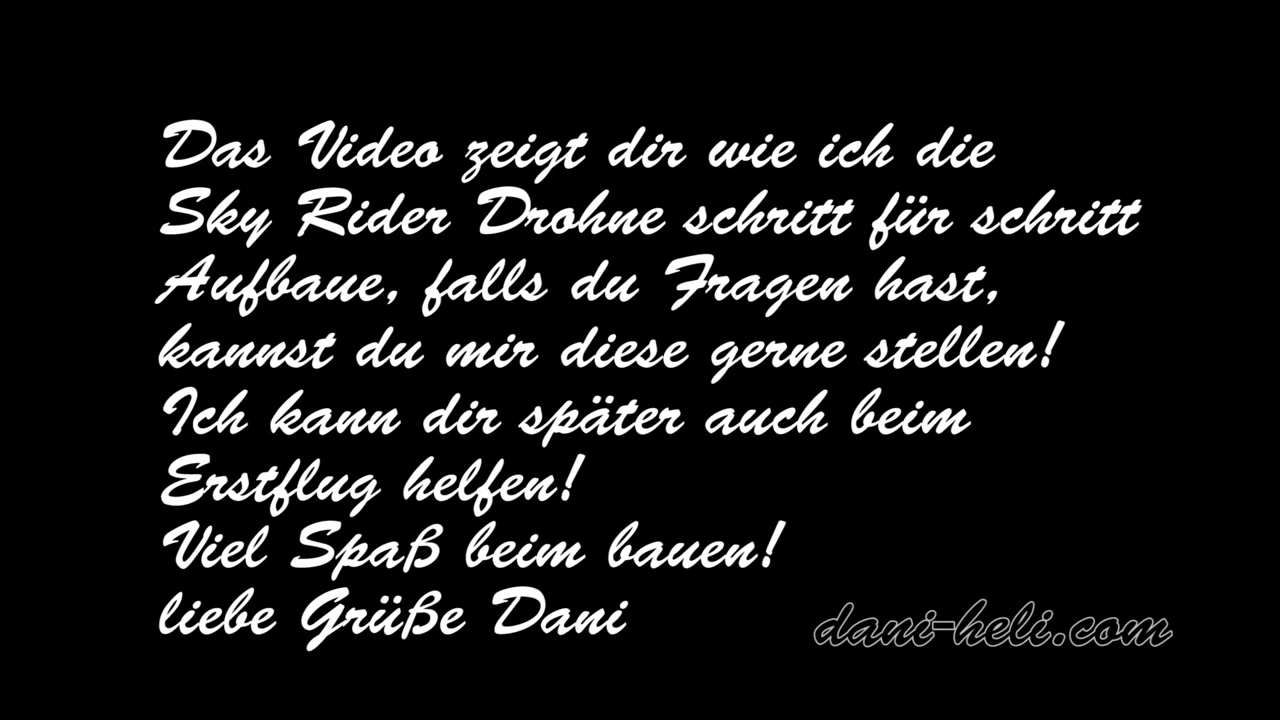 Das Video zeigt dir wie ich die
Sky Rider Drohne schritt für schritt
Aufbaue, falls du Fragen hast,
kannst du mir diese gerne stellen!
Ich kann dir später auch beim
Erstflug helfen!
Viel Spaß beim bauen!
liebe Grüße Dani
dani-heli.com